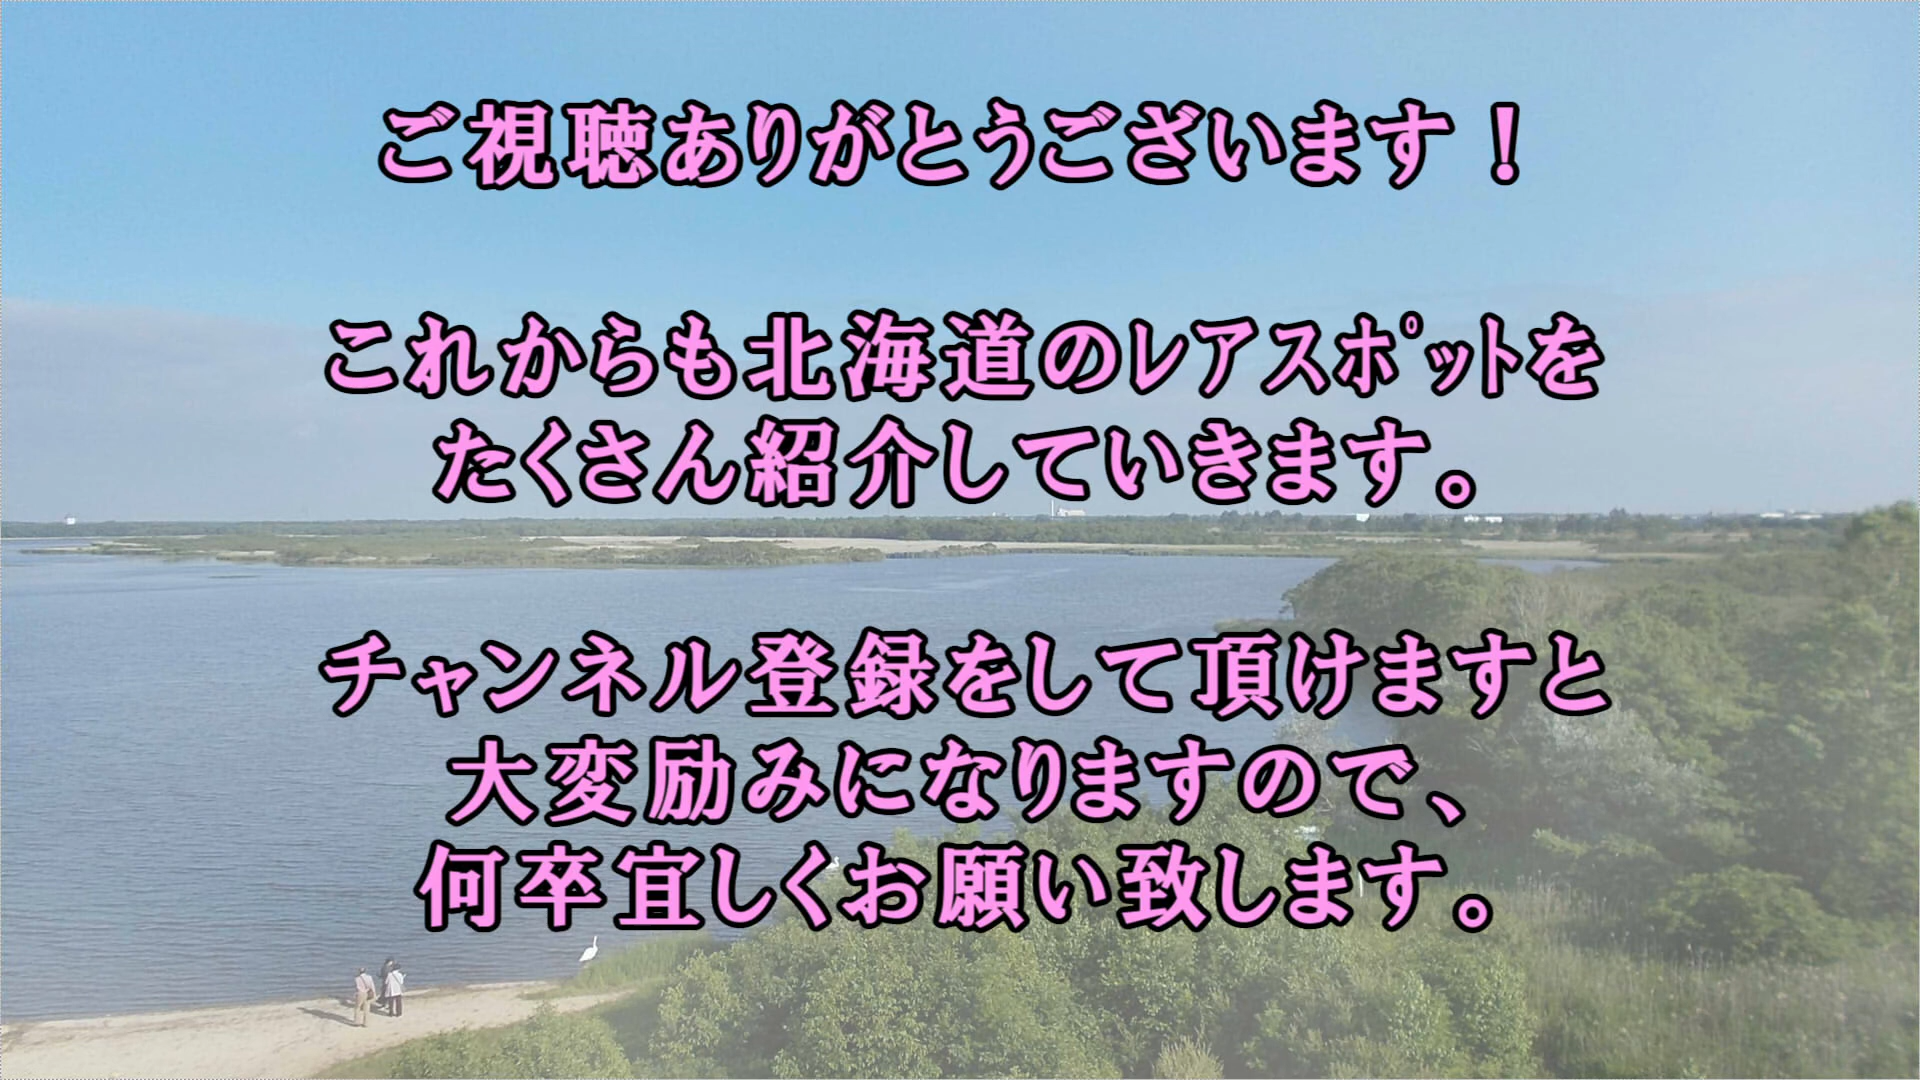 ご視聴ありがとうございます！
これからも北海道のレアスポットを
たくさん紹介していきます。
チャンネル登録をして頂けますと
大変励みになりますので、
何卒宜しくお願い致します。